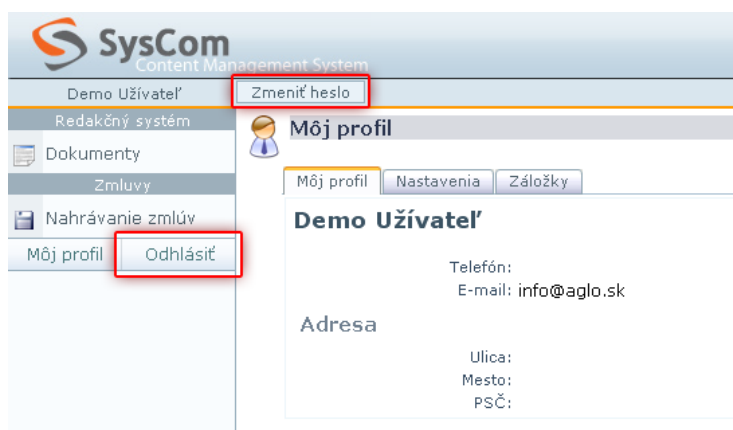 SysCom
Content Management System
Demo Užívateľ
Zmeniť heslo
Redakčný systém
Dokumenty
Zmluvy
Nahrávanie zmlúv
Môj profil
Odhlásiť
Môj profil
Môj profil
Nastavenia
Záložky
Demo Užívateľ
Telefón:
E-mail: info@aglo.sk
Adresa
Ulica:
Mesto:
PSČ: